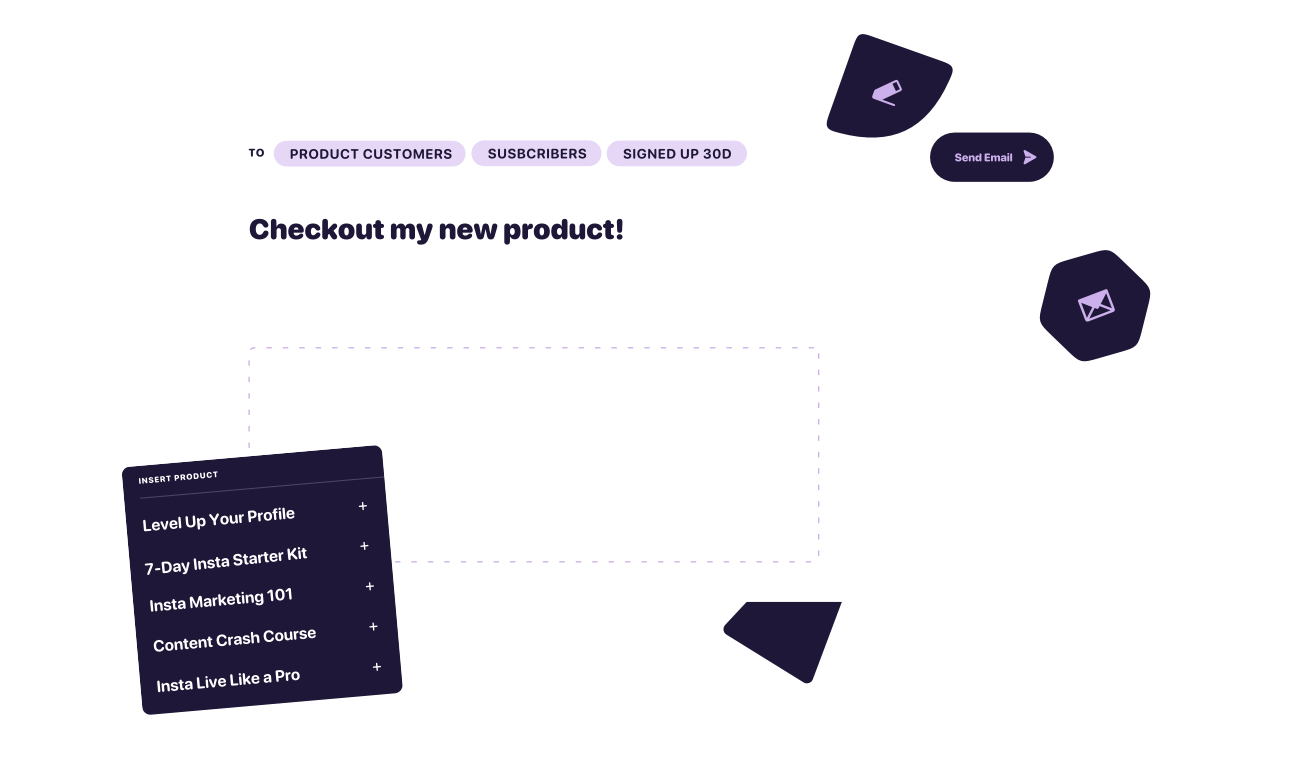 TO PRODUCT CUSTOMERS SUSBCRIBERS SIGNED UP 30D
Send Email
Checkout my new product!
INSERT PRODUCT
Level Up Your Profile +
7-Day Insta Starter Kit +
Insta Marketing 101 +
Content Crash Course +
Insta Live Like a Pro +